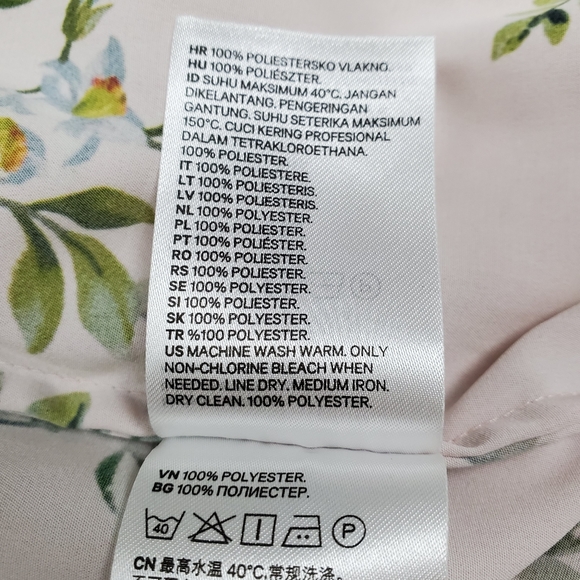 HR 100% POLIESTERSKO VLAKNO.
HU 100% POLIÉSZTER.
ID SUHU MAKSIMUM 40°C. JANGAN
DIKELANTANG. PENGERINGAN
GANTUNG. SUHU SETERIKA MAKSIMUM
150°C. CUCI KERING PROFESIONAL
DALAM TETRAKLOROETHANA.
100% POLIESTER.
IT 100% POLIESTERE.
LT 100% POLIESTERIS.
LV 100% POLIESTERIS.
NL 100% POLYESTER.
PL 100% POLIESTER.
PT 100% POLIÉSTER.
RO 100% POLIESTER.
RS 100% POLIESTER.
SE 100% POLYESTER.
SI 100% POLIESTER.
SK 100% POLYESTER.
TR %100 POLYESTER.
US MACHINE WASH WARM. ONLY
NON-CHLORINE BLEACH WHEN
NEEDED. LINE DRY. MEDIUM IRON.
DRY CLEAN. 100% POLYESTER.
VN 100% POLYESTER.
BG 100% ПОЛИЕСТЕР.
40 P
CN 最高水温 40°C,常规洗涤.